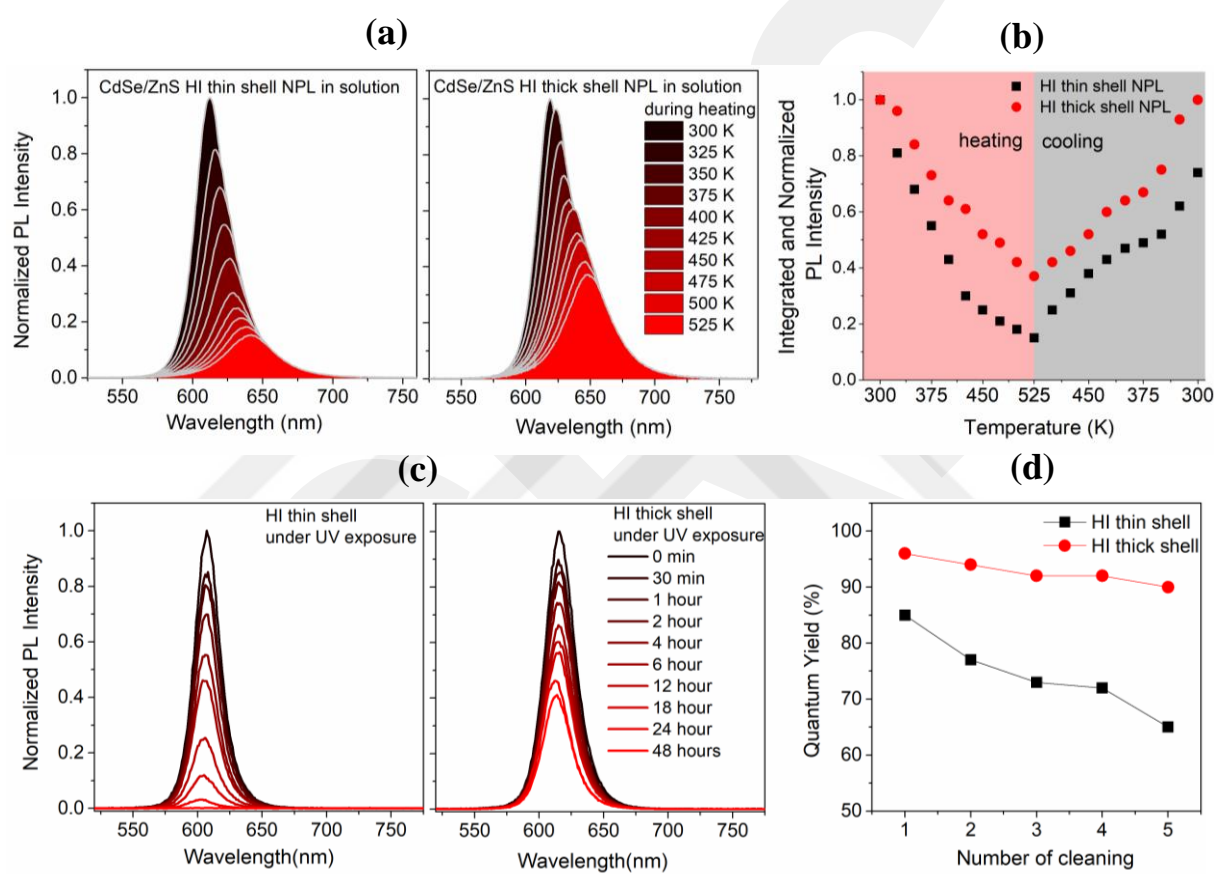 (a)
(b)
CdSe/ZnS HI thin shell NPL in solution
CdSe/ZnS HI thick shell NPL in solution
during heating
300 K
325 K
350 K
375 K
400 K
425 K
450 K
475 K
500 K
525 K
1.0
0.8
0.6
0.4
0.2
0.0
Normalized PL Intensity
550
600
650
700
750
Wavelength (nm)
550
600
650
700
750
Wavelength (nm)
HI thin shell NPL
HI thick shell NPL
heating
cooling
1.0
0.8
0.6
0.4
0.2
0.0
Integrated and Normalized
PL Intensity
300
375
450
525
450
375
300
Temperature (K)
(c)
(d)
HI thin shell
under UV exposure
1.0
0.8
0.6
0.4
0.2
0.0
Normalized PL Intensity
550
600
650
700
750
Wavelength(nm)
HI thick shell
under UV exposure
0 min
30 min
1 hour
2 hour
4 hour
6 hour
12 hour
18 hour
24 hour
48 hours
550
600
650
700
750
Wavelength(nm)
HI thin shell
HI thick shell
100
90
80
70
60
50
Quantum Yield (%)
1
2
3
4
5
Number of cleaning